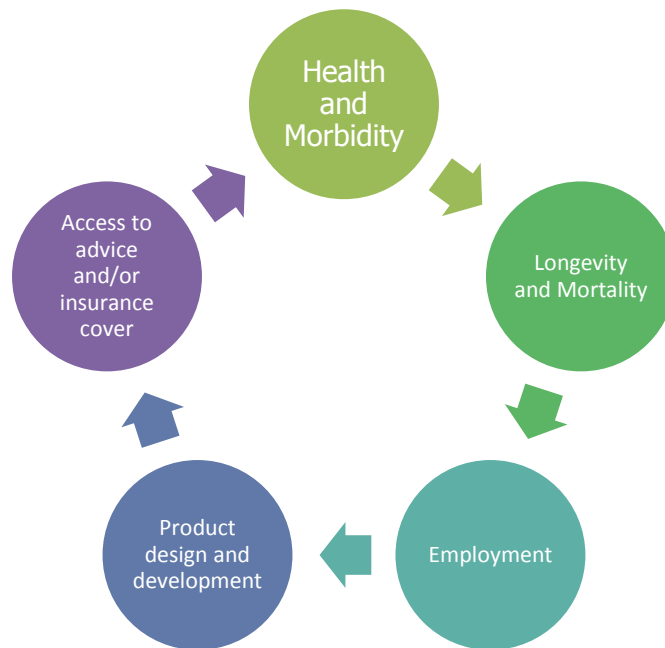 Health
and
Morbidity
Longevity
and Mortality
Employment
Product
design and
development
Access to
advice
and/or
insurance
cover